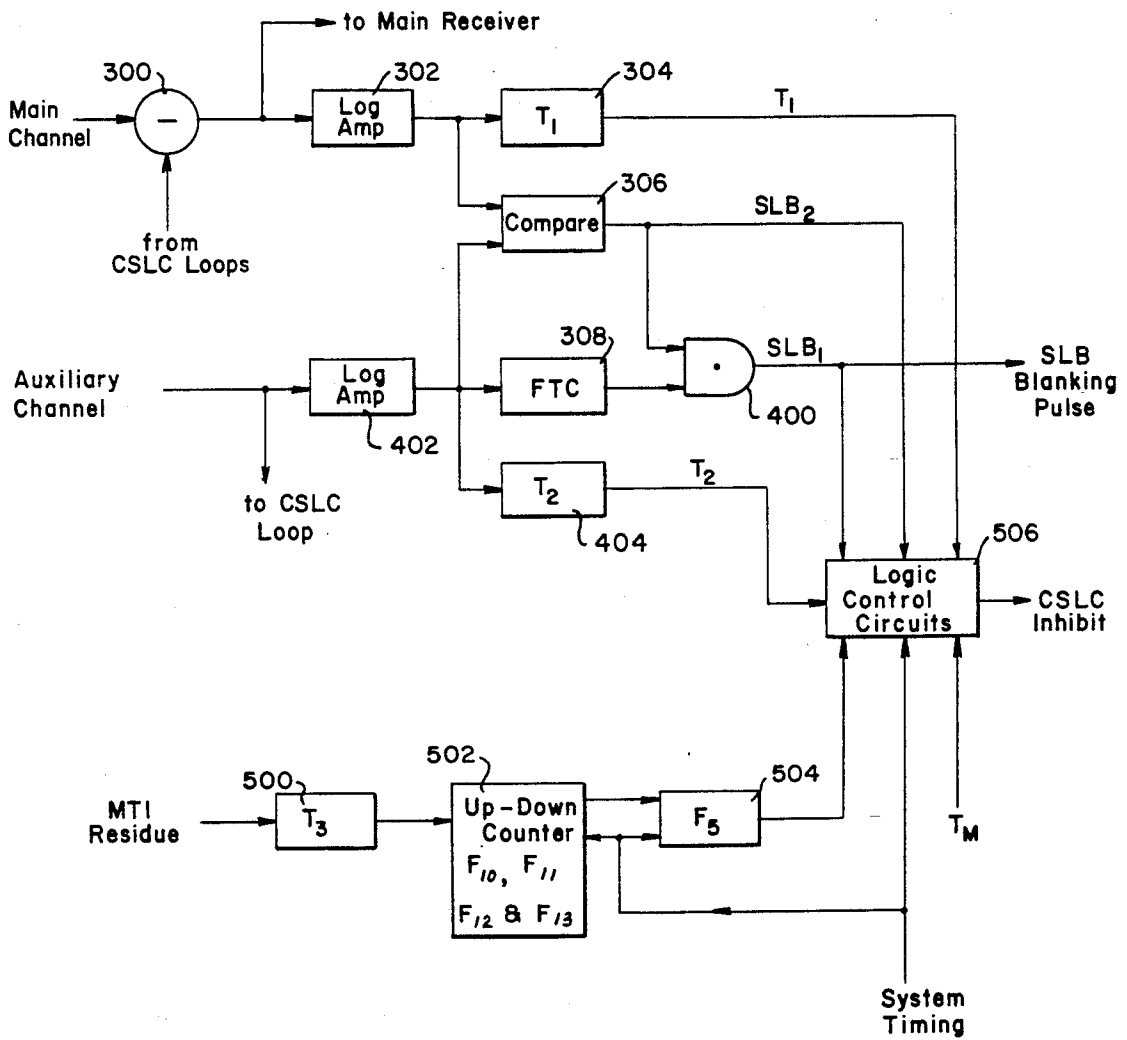 to Main Receiver
300
302
304
Main
Channel
−
Log
Amp
T1
T1
306
Compare
SLB2
from
CSLC Loops
308
Auxiliary
Channel
Log
Amp
FTC
•
SLB1
SLB
Blanking
Pulse
402
400
to CSLC
Loop
T2
T2
404
506
Logic
Control
Circuits
CSLC
Inhibit
502
504
500
MTI
Residue
T3
Up-Down
Counter
F10, F11
F12 & F13
F5
TM
System
Timing